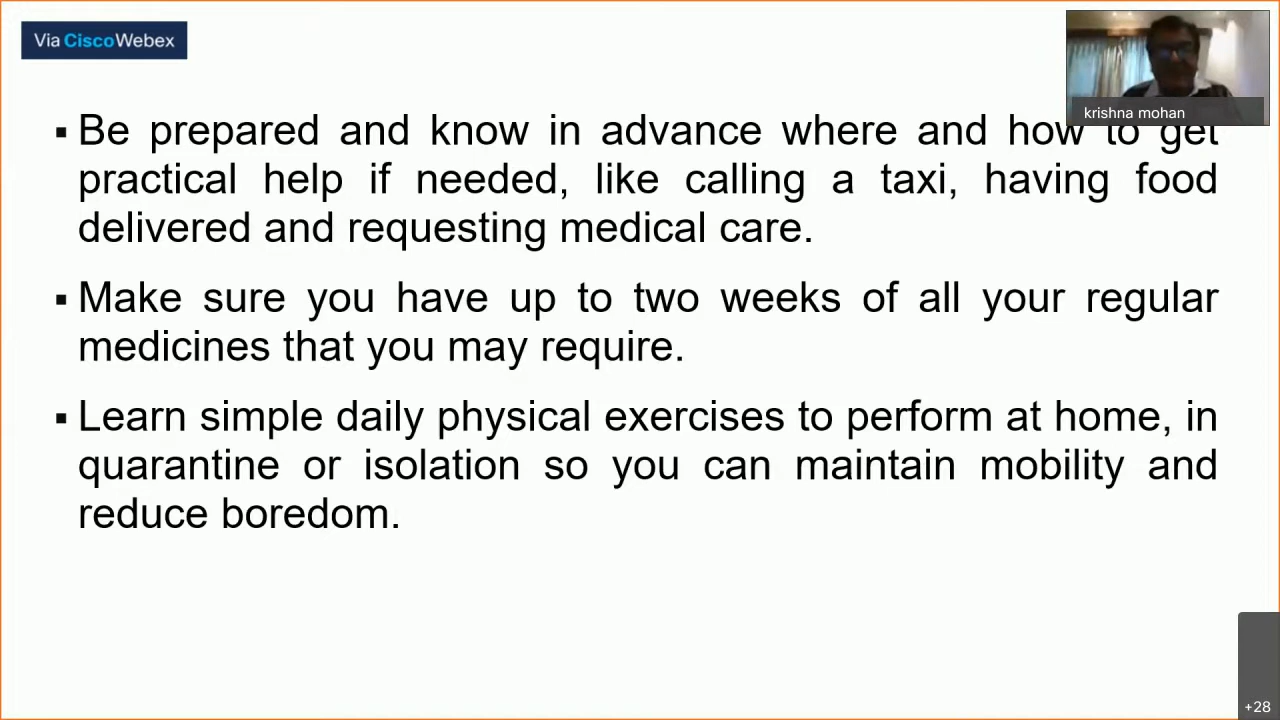 Via CiscoWebex
krishna mohan
▪ Be prepared and know in advance where and how to get
practical help if needed, like calling a taxi, having food
delivered and requesting medical care.
▪ Make sure you have up to two weeks of all your regular
medicines that you may require.
▪ Learn simple daily physical exercises to perform at home, in
quarantine or isolation so you can maintain mobility and
reduce boredom.
+28